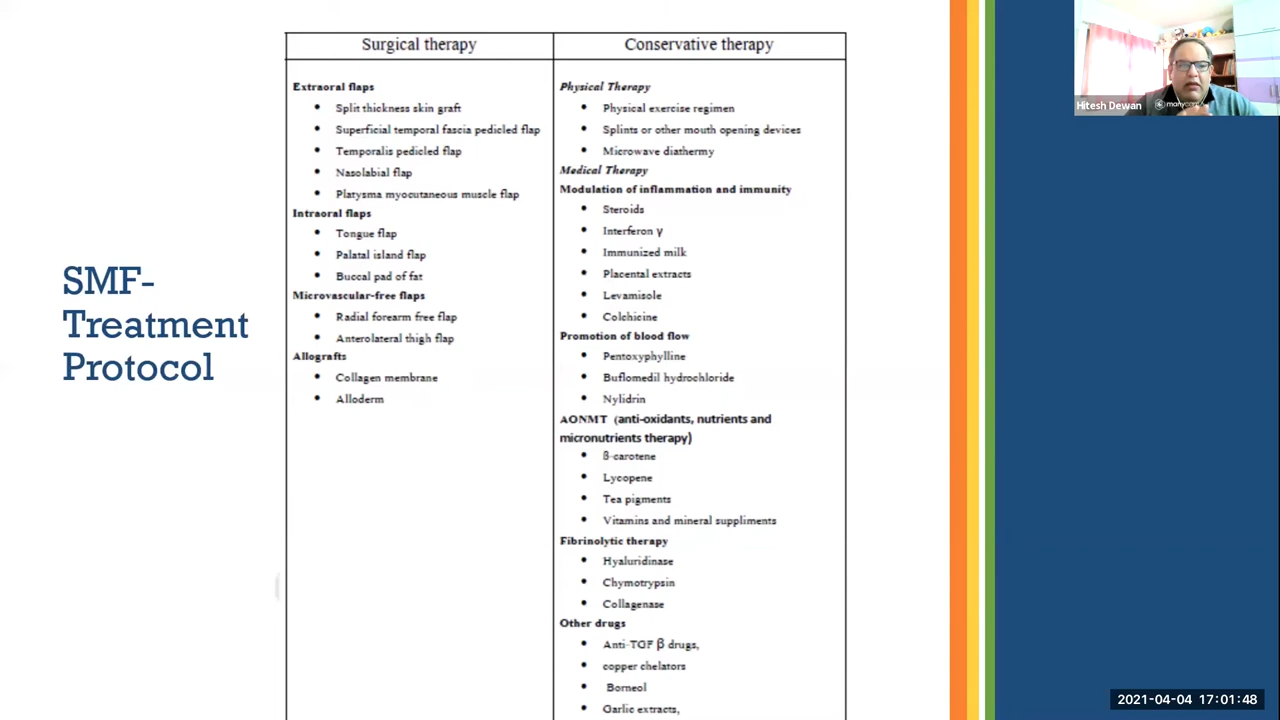 SMF-
Treatment
Protocol
Surgical therapy
Extraoral flaps
• Split thickness skin graft
• Superficial temporal fascia pedicled flap
• Temporalis pedicled flap
• Nasolabial flap
• Platysma myocutaneous muscle flap
Intraoral flaps
• Tongue flap
• Palatal island flap
• Buccal pad of fat
Microvascular-free flaps
• Radial forearm free flap
• Anterolateral thigh flap
Allografts
• Collagen membrane
• Alloderm
Conservative therapy
Physical Therapy
• Physical exercise regimen
• Splints or other mouth opening devices
• Microwave diathermy
Medical Therapy
Modulation of inflammation and immunity
• Steroids
• Interferon γ
• Immunized milk
• Placental extracts
• Levamisole
• Colchicine
Promotion of blood flow
• Pentoxyphylline
• Buflomedil hydrochloride
• Nylidrin
AONMT (anti-oxidants, nutrients and
micronutrients therapy)
• ß-carotene
• Lycopene
• Tea pigments
• Vitamins and mineral suppliments
Fibrinolytic therapy
• Hyaluridinase
• Chymotrypsin
• Collagenase
Other drugs
• Anti-TGF β drugs,
• copper chelators
• Borneol
• Garlic extracts,
Hitesh Dewan
2021-04-04 17:01:48